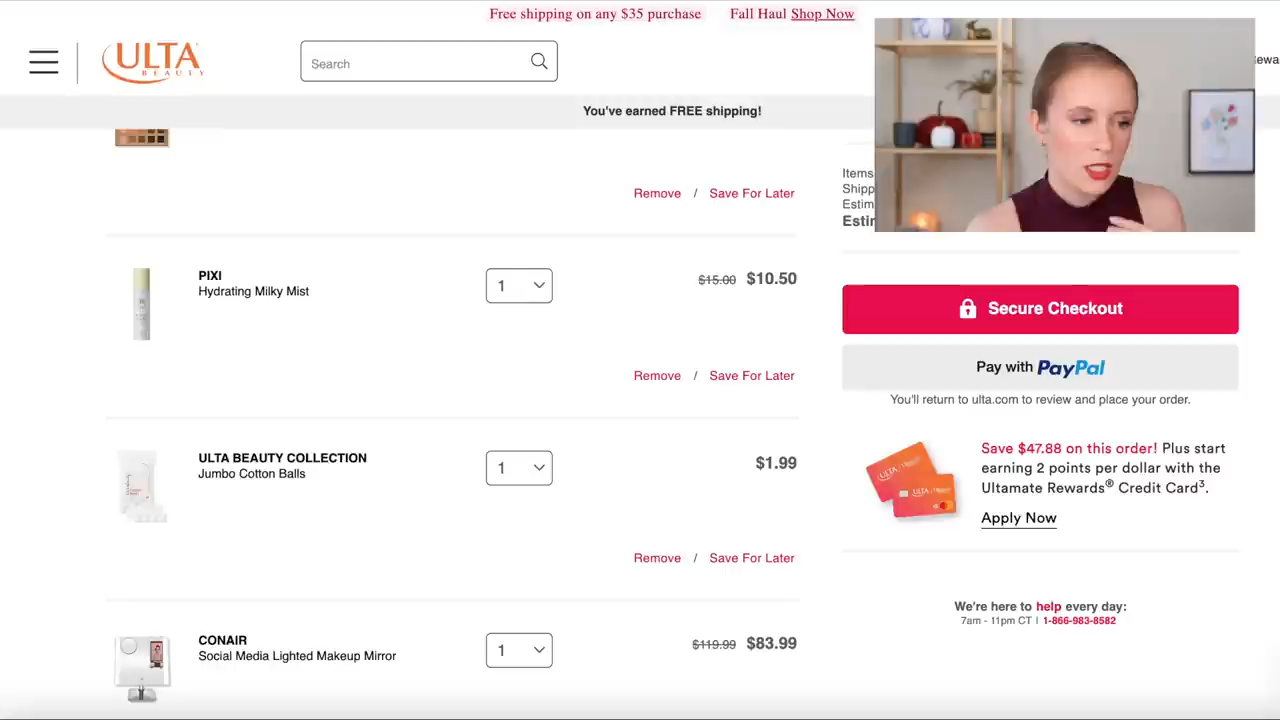 Free shipping on any $35 purchase Fall Haul Shop Now
ULTA
BEAUTY
Search
ewa
You've earned FREE shipping!
Remove / Save For Later
Items
Shipp
Estim
Estir
PIXI
Hydrating Milky Mist
1
$15.00 $10.50
Remove / Save For Later
Secure Checkout
Pay with PayPal
You'll return to ulta.com to review and place your order.
ULTA BEAUTY COLLECTION
Jumbo Cotton Balls
1
$1.99
Remove / Save For Later
ULTA
Save $47.88 on this order! Plus start
earning 2 points per dollar with the
Ultamate Rewards® Credit Card³.
Apply Now
We're here to help every day:
7am - 11pm CT | 1-866-983-8582
CONAIR
Social Media Lighted Makeup Mirror
1
$119.99 $83.99